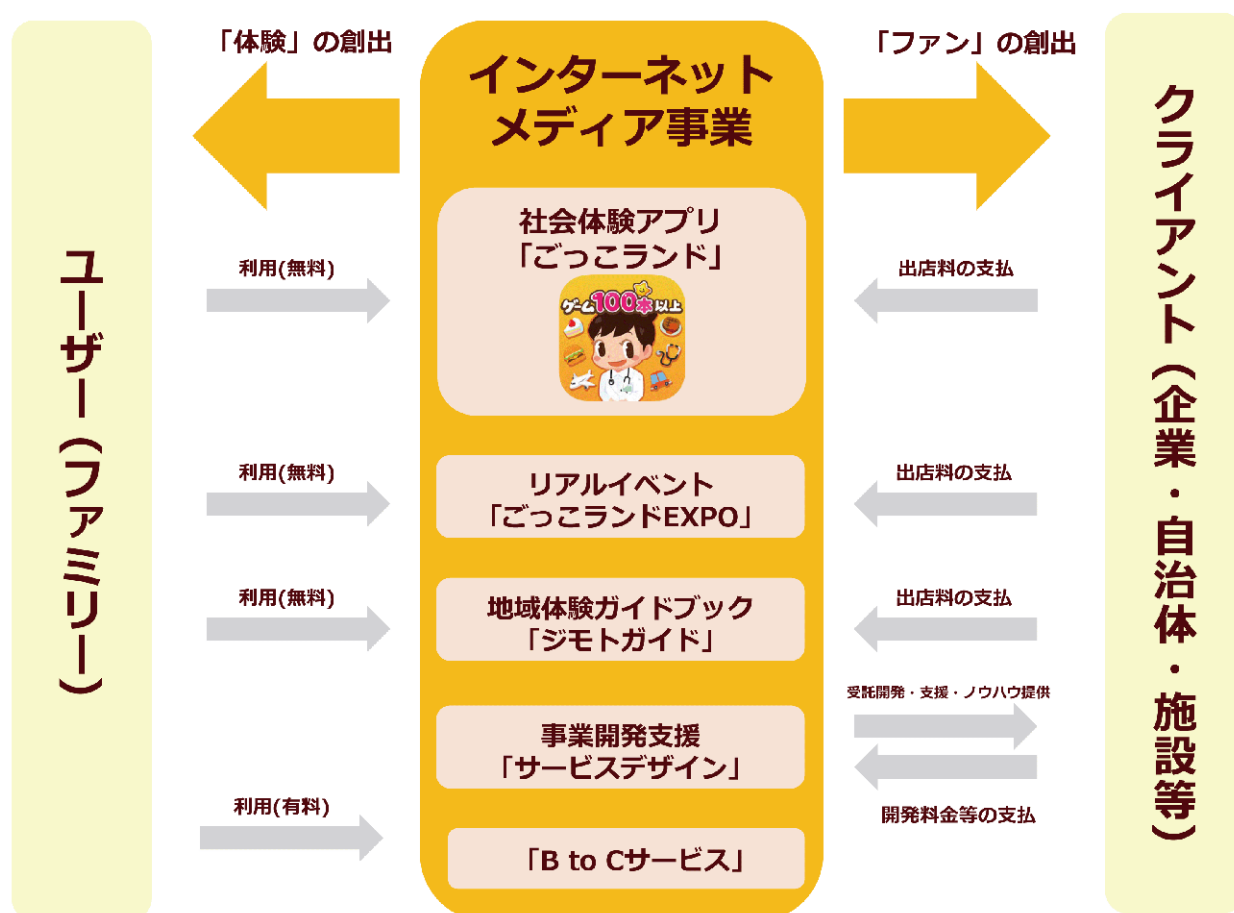 「体験」の創出
インターネット
メディア事業
「ファン」の創出
ユーザー（ファミリー）
クライアント（企業・自治体・施設等）
社会体験アプリ
「ごっこランド」
ゲーム100本以上
利用(無料)
出店料の支払
リアルイベント
「ごっこランドEXPO」
利用(無料)
出店料の支払
地域体験ガイドブック
「ジモトガイド」
利用(無料)
出店料の支払
事業開発支援
「サービスデザイン」
受託開発・支援・ノウハウ提供
開発料金等の支払
利用(有料)
「B to Cサービス」